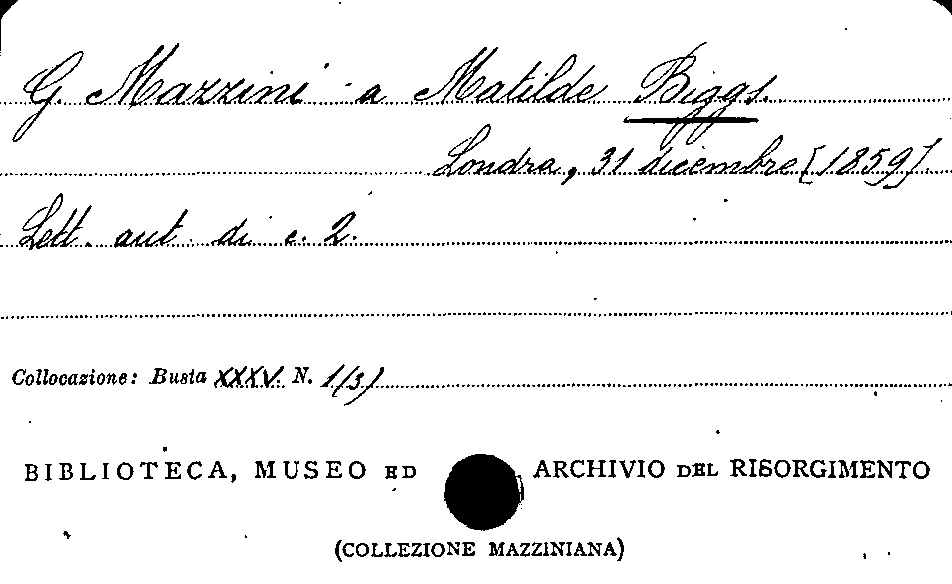 G. Mazzini a Matilde Biggs.
Londra, 31 dicembre [1859].
Lett. aut. di c. 2.
Collocazione: Busta XXXV. N. 1(3)
BIBLIOTECA, MUSEO ED ARCHIVIO DEL RISORGIMENTO
(COLLEZIONE MAZZINIANA)